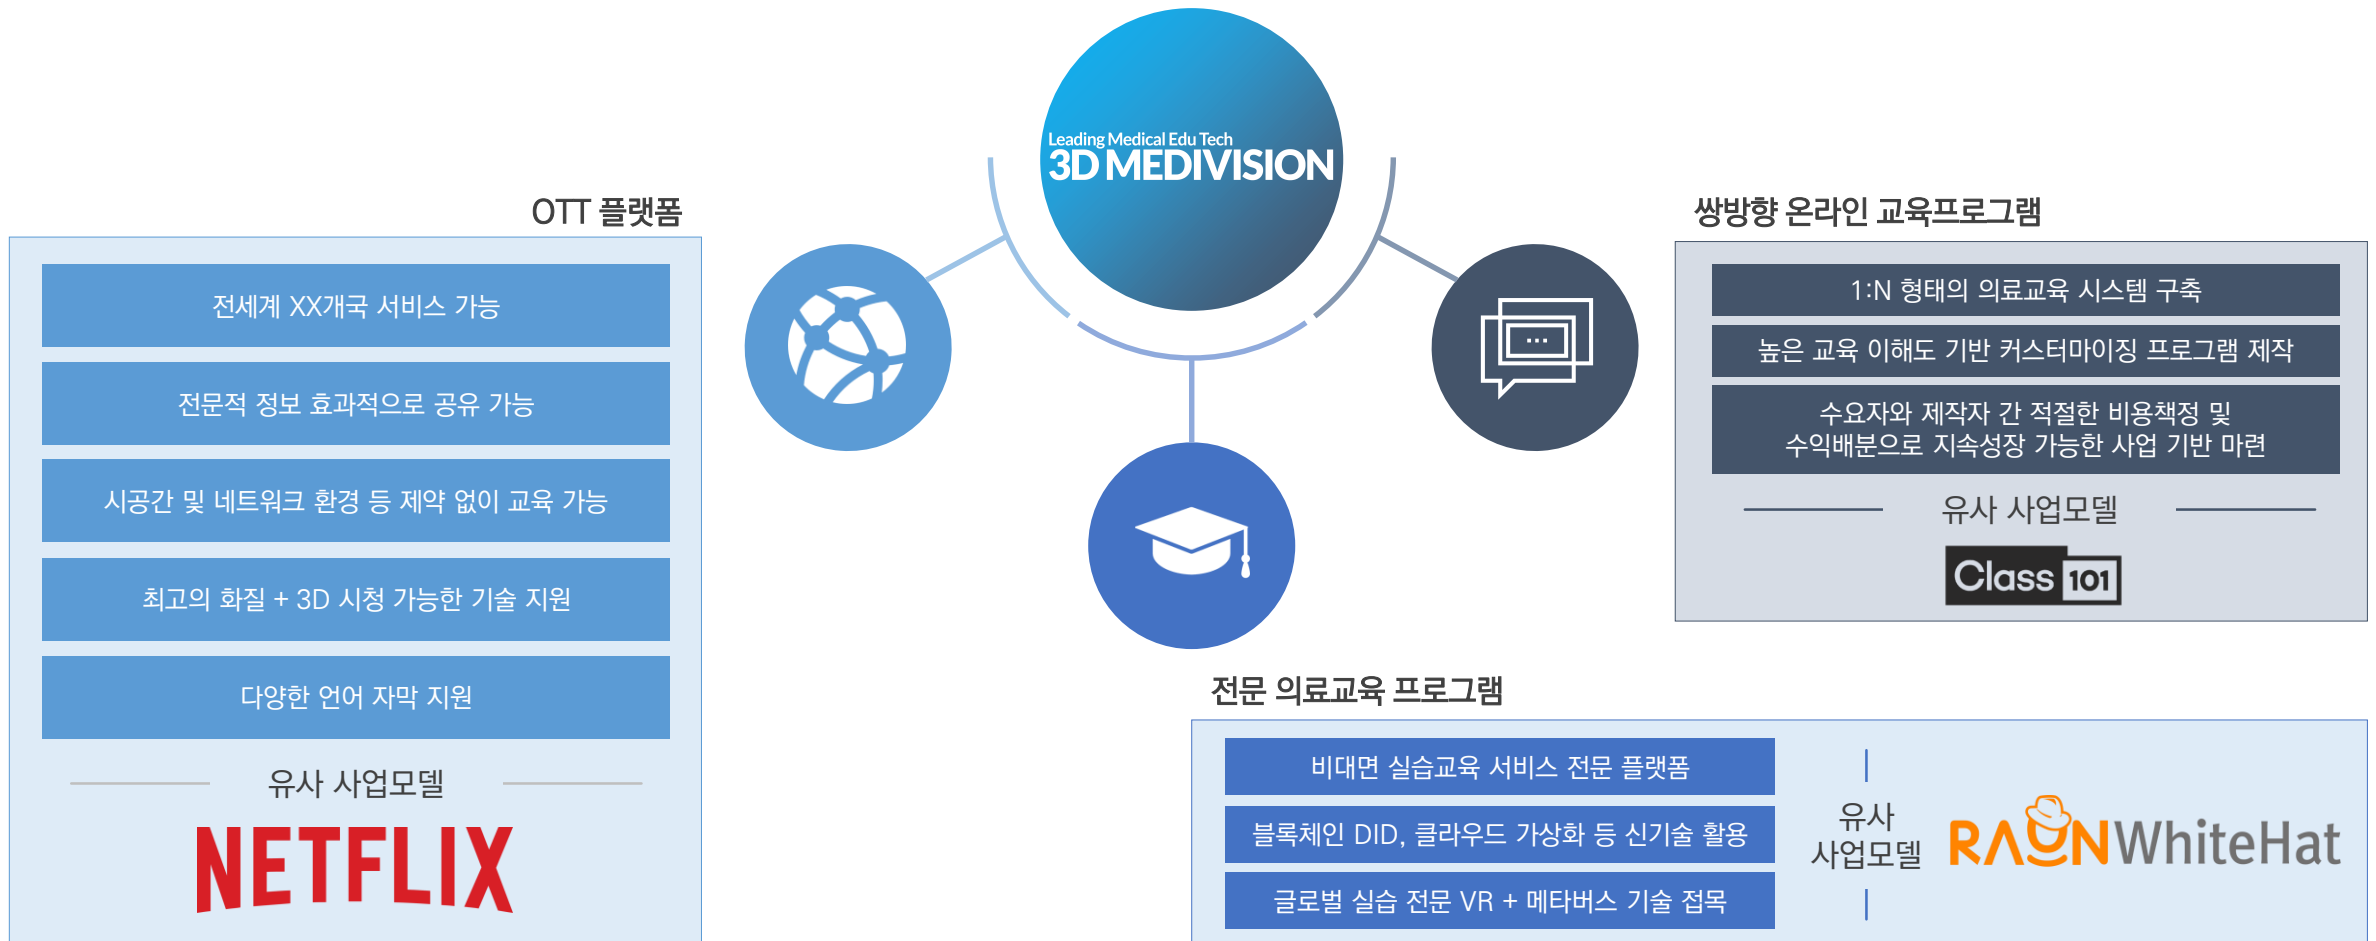 Leading Medical Edu Tech
3D MEDIVISION
OTT 플랫폼
전세계 XX개국 서비스 가능
전문적 정보 효과적으로 공유 가능
시공간 및 네트워크 환경 등 제약 없이 교육 가능
최고의 화질 + 3D 시청 가능한 기술 지원
다양한 언어 자막 지원
유사 사업모델
NETFLIX
쌍방향 온라인 교육프로그램
1:N 형태의 의료교육 시스템 구축
높은 교육 이해도 기반 커스터마이징 프로그램 제작
수요자와 제작자 간 적절한 비용책정 및
수익배분으로 지속성장 가능한 사업 기반 마련
유사 사업모델
Class 101
전문 의료교육 프로그램
비대면 실습교육 서비스 전문 플랫폼
블록체인 DID, 클라우드 가상화 등 신기술 활용
글로벌 실습 전문 VR + 메타버스 기술 접목
유사
사업모델
RAON WhiteHat